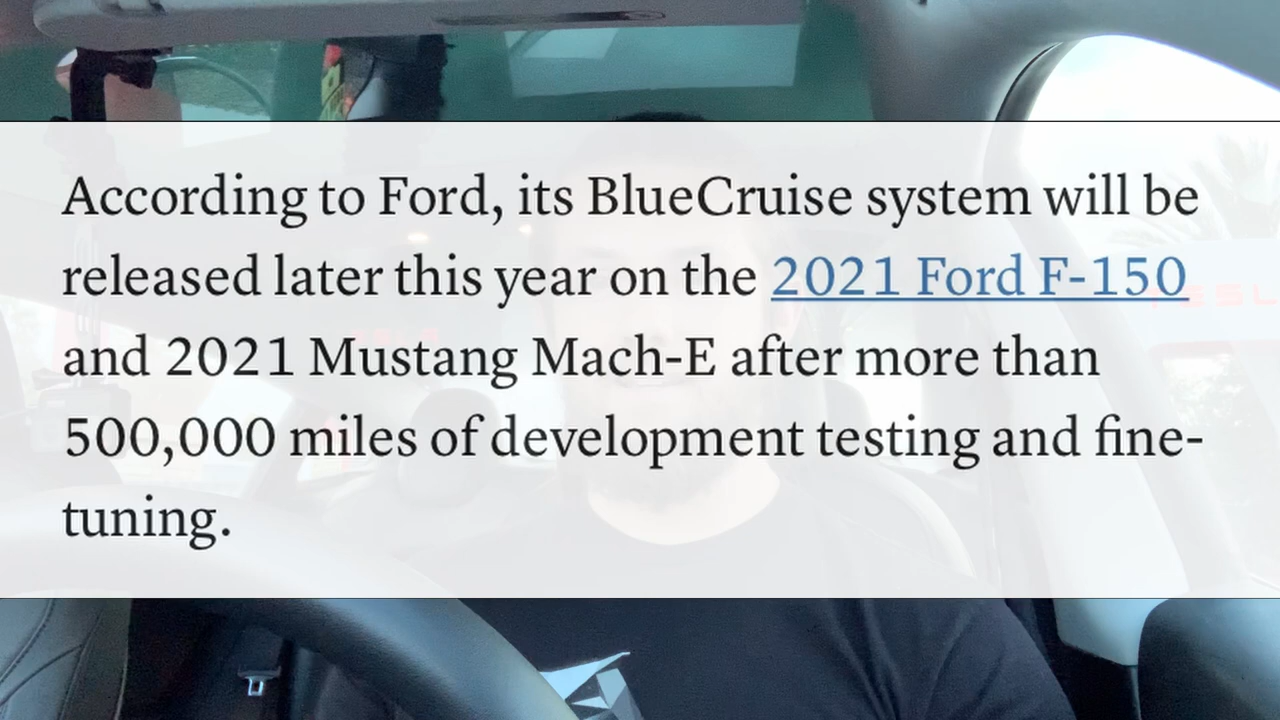 According to Ford, its BlueCruise system will be
released later this year on the 2021 Ford F-150
and 2021 Mustang Mach-E after more than
500,000 miles of development testing and fine-
tuning.